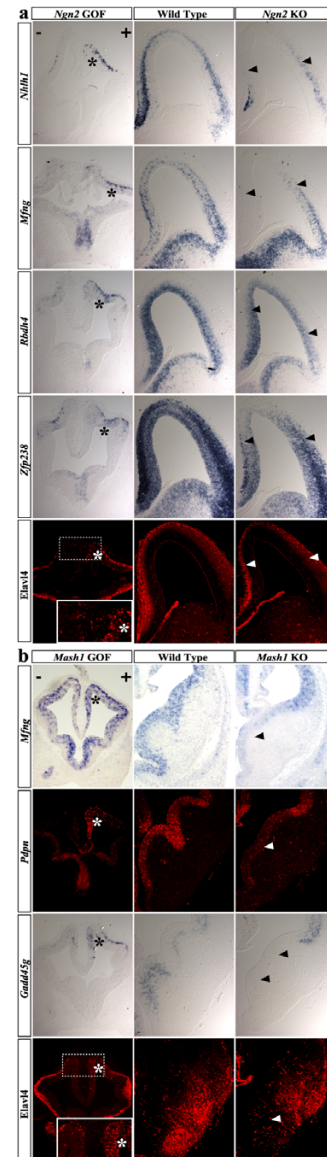 a
Ngn2 GOF Wild Type Ngn2 KO
- +
*
Nhlh1
*
Mfng
*
Rbdh4
*
Zfp238
*
Elavl4
*
*
b
Mash1 GOF Wild Type Mash1 KO
- +
*
Mfng
*
Pdpn
*
Gadd45g
*
Elavl4
*
*